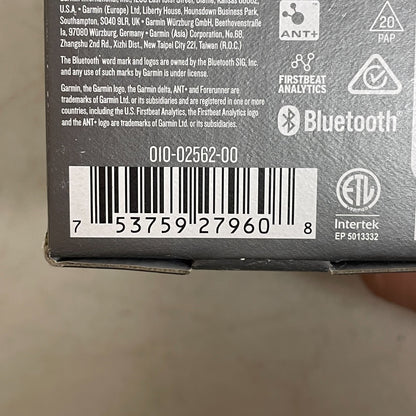 U.S.A. • Garmin (Europe) Ltd, Liberty House, Hounsdown Business Park,
Southampton, SO40 9LR, UK • Garmin Würzburg GmbH, Beethovenstraße
1a, 97080 Würzburg, Germany • Garmin (Asia) Corporation, No.68,
Zhangshu 2nd Rd., Xizhi Dist., New Taipei City 221, Taiwan (R.O.C.)
The Bluetooth® word mark and logos are owned by the Bluetooth SIG, Inc.
and any use of such marks by Garmin is under license.
Garmin, the Garmin logo, the Garmin delta, ANT+ and Forerunner are
trademarks of Garmin Ltd. or its subsidiaries and are registered in one or more
countries, including the U.S. Firstbeat Analytics, the Firstbeat Analytics logo
and the ANT+ logo are trademarks of Garmin Ltd. or its subsidiaries.
ANT+
20
PAP
FIRSTBEAT
ANALYTICS
Bluetooth®
010-02562-00
7 53759 27960 8
ETL
Intertek
EP 5013332